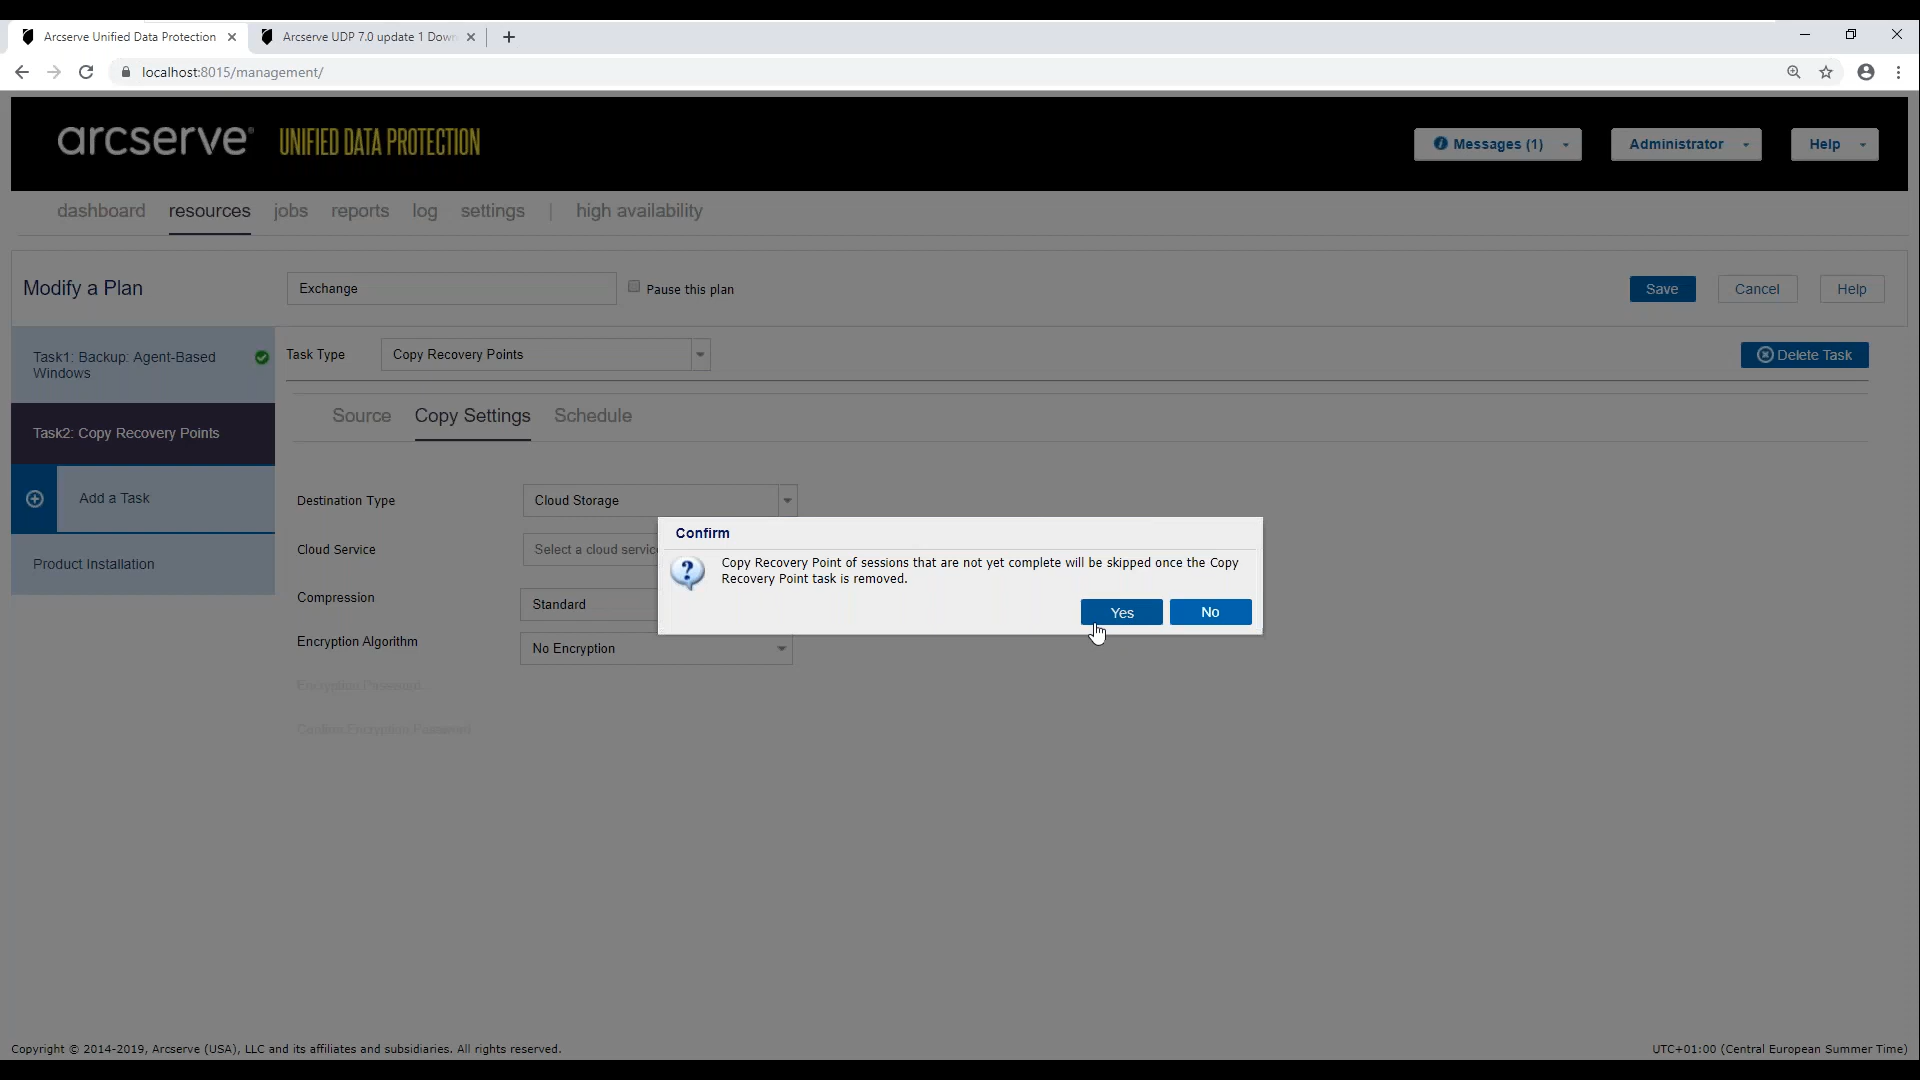 Arcserve Unified Data Protection
Arcserve UDP 7.0 update 1 Down
localhost:8015/management/
arcserve® UNIFIED DATA PROTECTION
Messages (1)
Administrator
Help
dashboard resources jobs reports log settings | high availability
Modify a Plan
Exchange
Pause this plan
Save
Cancel
Help
Task1: Backup: Agent-Based
Windows
Task Type
Copy Recovery Points
Delete Task
Task2: Copy Recovery Points
Source Copy Settings Schedule
Add a Task
Product Installation
Destination Type
Cloud Storage
Cloud Service
Select a cloud servic
Compression
Standard
Encryption Algorithm
No Encryption
Encryption Password
Confirm Encryption Password
Confirm
Copy Recovery Point of sessions that are not yet complete will be skipped once the Copy
Recovery Point task is removed.
Yes
No
Copyright © 2014-2019, Arcserve (USA), LLC and its affiliates and subsidiaries. All rights reserved.
UTC+01:00 (Central European Summer Time)